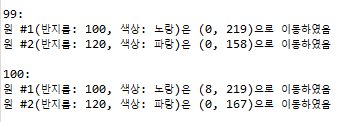 99:
원 #1(반지름: 100, 색상: 노랑)은 (0, 219)으로 이동하였음
원 #2(반지름: 120, 색상: 파랑)은 (0, 158)으로 이동하였음
100:
원 #1(반지름: 100, 색상: 노랑)은 (8, 219)으로 이동하였음
원 #2(반지름: 120, 색상: 파랑)은 (0, 167)으로 이동하였음